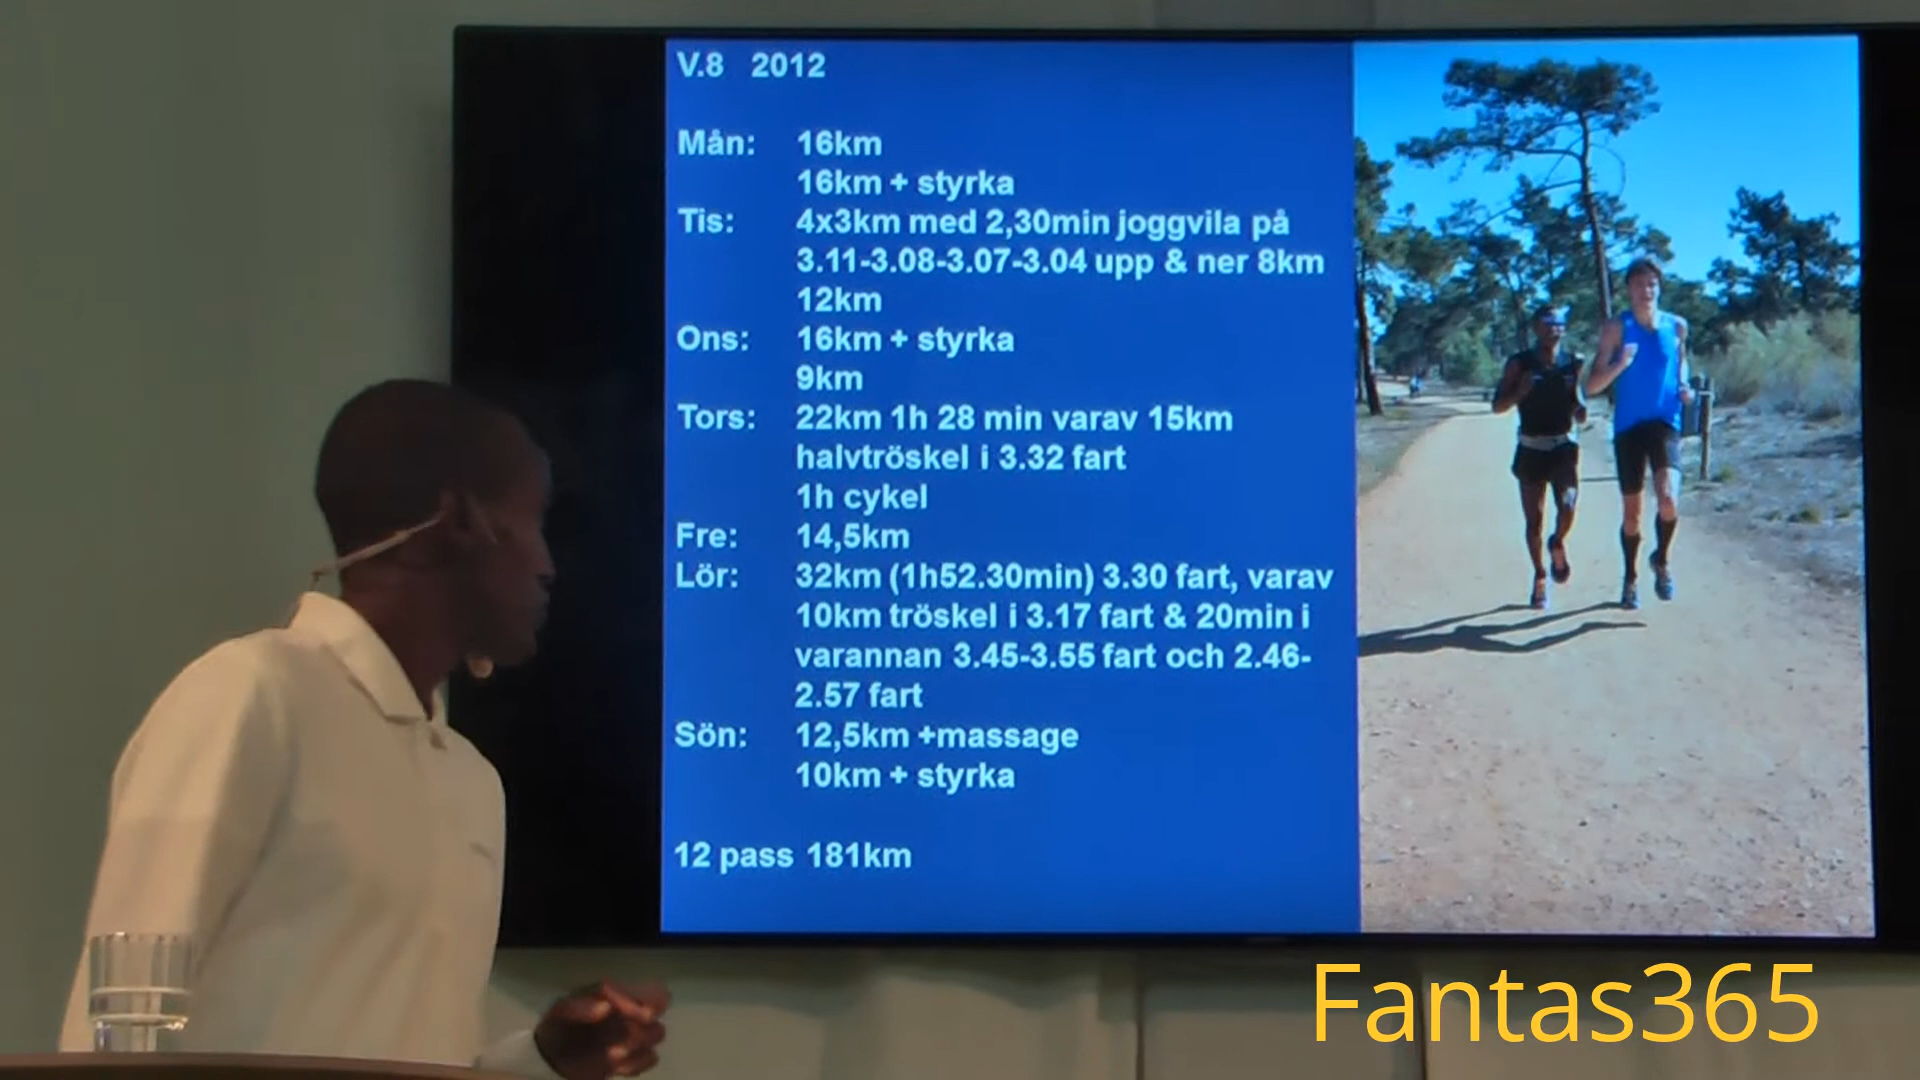 V.8 2012
Mån: 16km
16km + styrka
Tis: 4x3km med 2,30min joggvila på
3.11-3.08-3.07-3.04 upp & ner 8km
12km
Ons: 16km + styrka
9km
Tors: 22km 1h 28 min varav 15km
halvtröskel i 3.32 fart
1h cykel
Fre: 14,5km
Lör: 32km (1h52.30min) 3.30 fart, varav
10km tröskel i 3.17 fart & 20min i
varannan 3.45-3.55 fart och 2.46-
2.57 fart
Sön: 12,5km +massage
10km + styrka
12 pass 181km
Fantas365